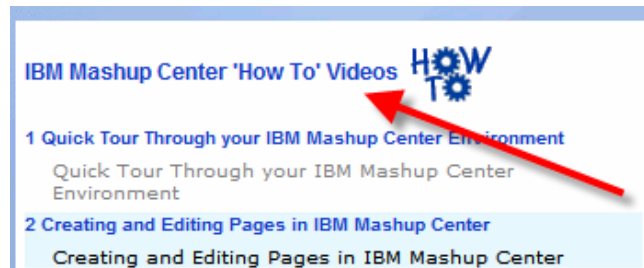 IBM Mashup Center 'How To' Videos HOW
TO
1 Quick Tour Through your IBM Mashup Center Environment
Quick Tour Through your IBM Mashup Center
Environment
2 Creating and Editing Pages in IBM Mashup Center
Creating and Editing Pages in IBM Mashup Center